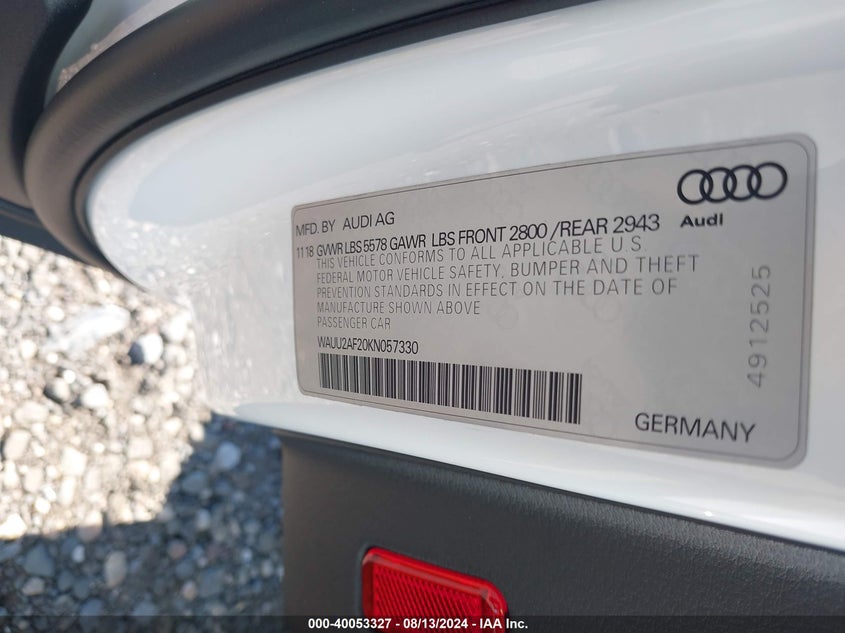 MFD. BY AUDI AG
Audi
11 18 GVWR LBS 5578 GAWR LBS FRONT 2800 /REAR 2943
THIS VEHICLE CONFORMS TO ALL APPLICABLE U.S.
FEDERAL MOTOR VEHICLE SAFETY, BUMPER AND THEFT
PREVENTION STANDARDS IN EFFECT ON THE DATE OF
MANUFACTURE SHOWN ABOVE
PASSENGER CAR
WAUU2AF20KN057330
4912525
GERMANY
000-40053327 - 08/13/2024 - IAA Inc.